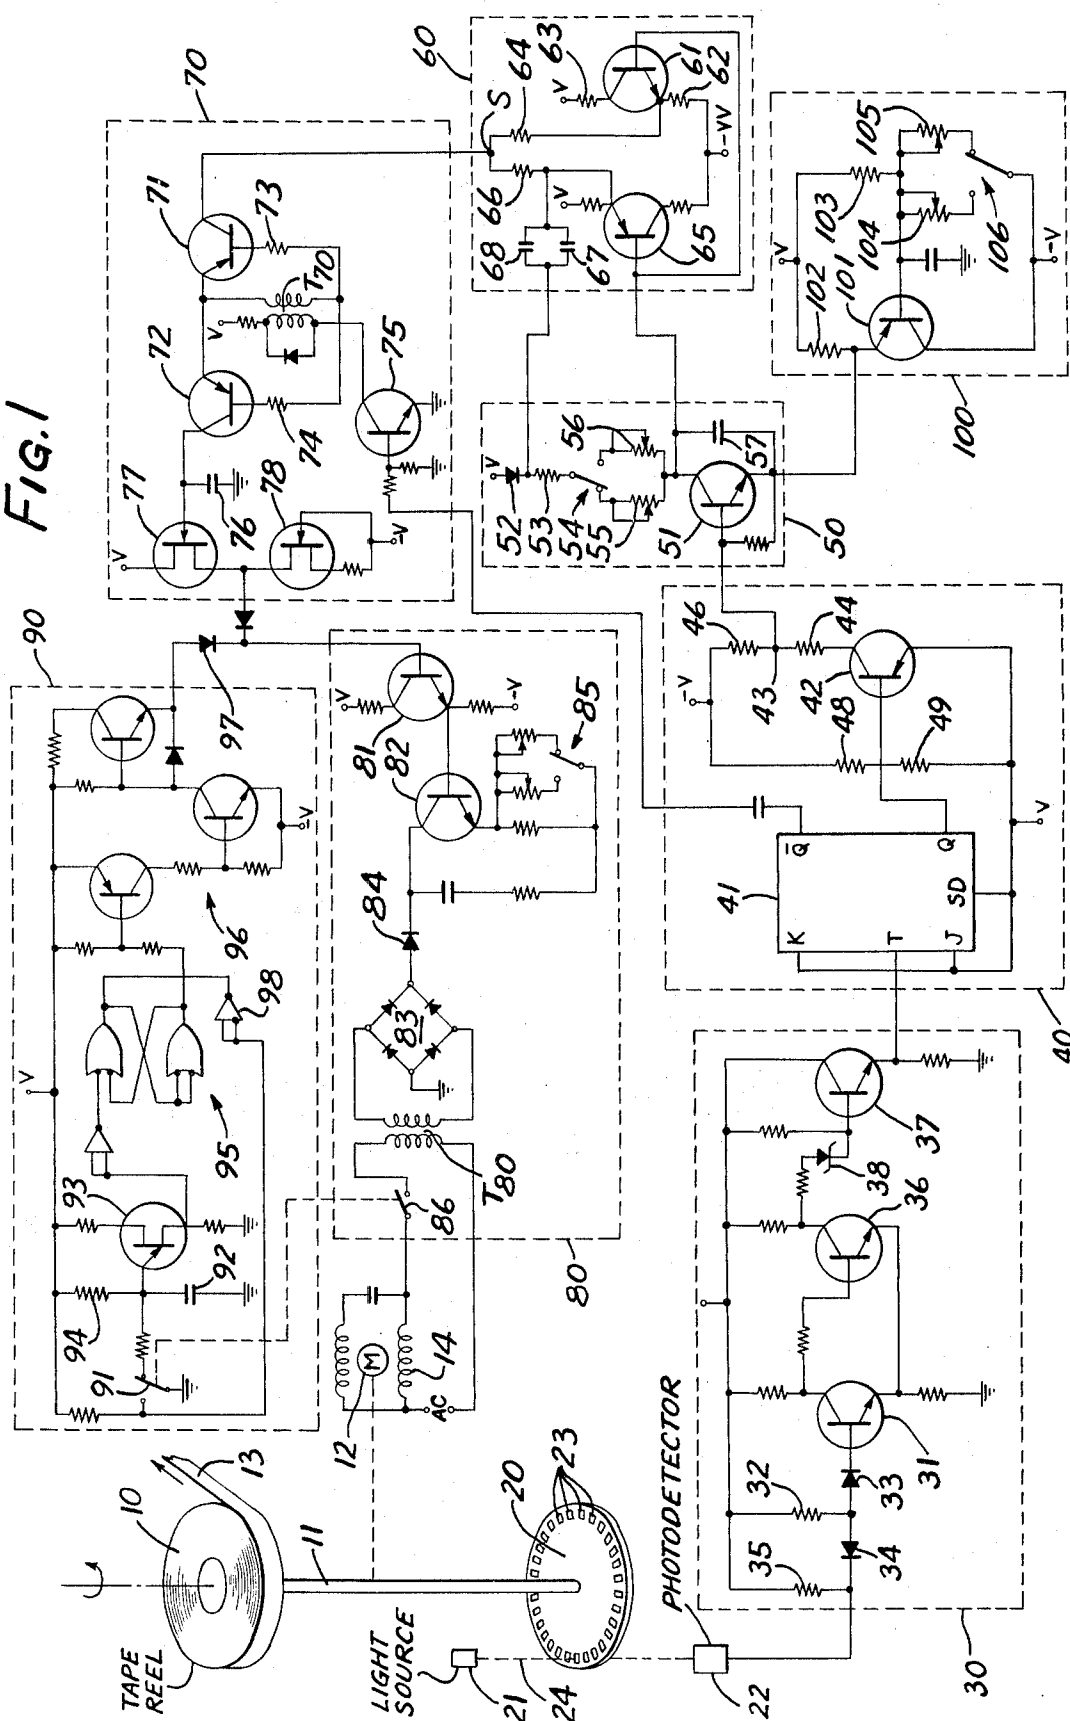 FIG.1
TAPE
REEL
10
13
11
12
M
14
AC
LIGHT
SOURCE
21
24
20
23
PHOTODETECTOR
22
90
V
91
94
92
93
95
96
98
97
-V
80
86
T80
83
84
82
81
V
-V
85
70
77
V
76
78
-V
72
71
73
74
T70
V
75
60
S
64
63
V
61
62
66
68
67
V
65
-VV
50
V
52
53
54
55
56
51
57
100
-V
102
103
101
104
105
106
-V
40
41
K
T
J
SD
Q
Q̅
-V
46
43
44
42
48
49
V
30
35
32
34
33
31
36
38
37